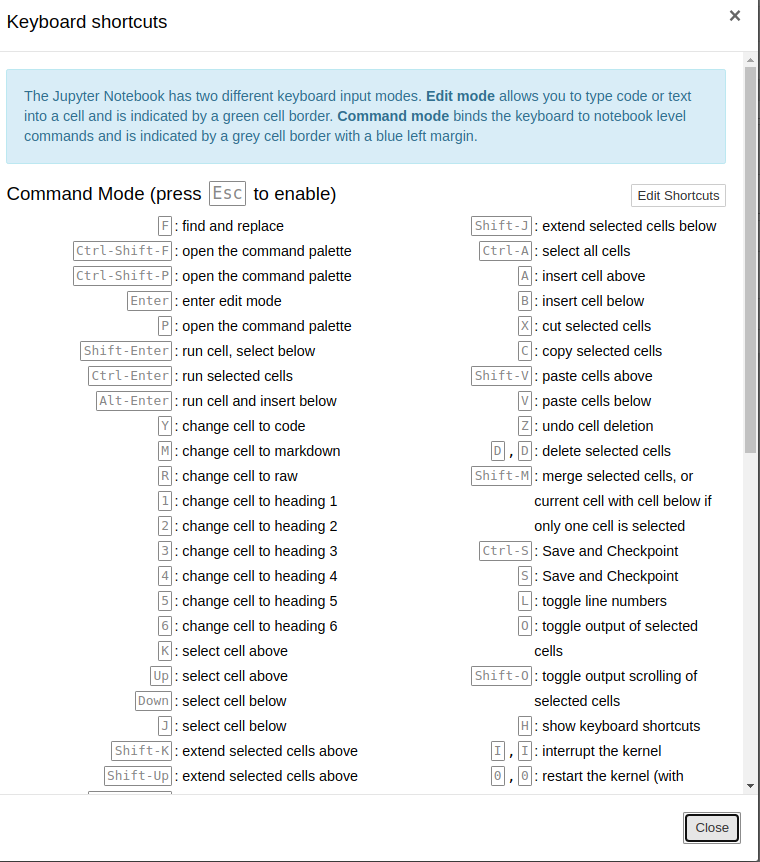 Keyboard shortcuts ×
The Jupyter Notebook has two different keyboard input modes. Edit mode allows you to type code or text
into a cell and is indicated by a green cell border. Command mode binds the keyboard to notebook level
commands and is indicated by a grey cell border with a blue left margin.
Command Mode (press Esc to enable)
Edit Shortcuts
F : find and replace
Ctrl-Shift-F : open the command palette
Ctrl-Shift-P : open the command palette
Enter : enter edit mode
P : open the command palette
Shift-Enter : run cell, select below
Ctrl-Enter : run selected cells
Alt-Enter : run cell and insert below
Y : change cell to code
M : change cell to markdown
R : change cell to raw
1 : change cell to heading 1
2 : change cell to heading 2
3 : change cell to heading 3
4 : change cell to heading 4
5 : change cell to heading 5
6 : change cell to heading 6
K : select cell above
Up : select cell above
Down : select cell below
J : select cell below
Shift-K : extend selected cells above
Shift-Up : extend selected cells above
Shift-J : extend selected cells below
Ctrl-A : select all cells
A : insert cell above
B : insert cell below
X : cut selected cells
C : copy selected cells
Shift-V : paste cells above
V : paste cells below
Z : undo cell deletion
D , D : delete selected cells
Shift-M : merge selected cells, or
current cell with cell below if
only one cell is selected
Ctrl-S : Save and Checkpoint
S : Save and Checkpoint
L : toggle line numbers
O : toggle output of selected
cells
Shift-O : toggle output scrolling of
selected cells
H : show keyboard shortcuts
I , I : interrupt the kernel
0 , 0 : restart the kernel (with
Close